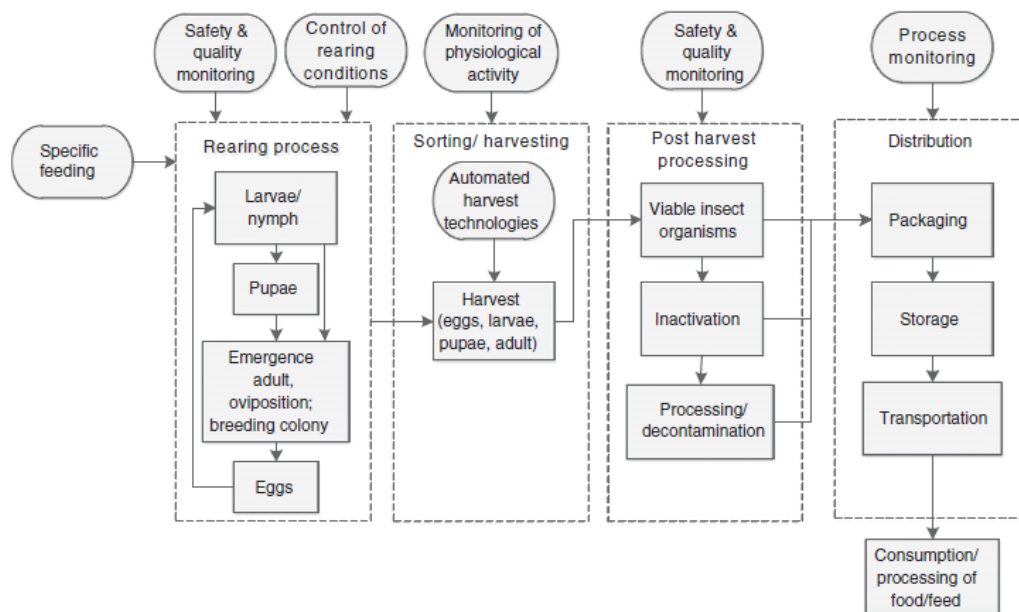 Safety &
quality
monitoring
Control of
rearing
conditions
Monitoring of
physiological
activity
Safety &
quality
monitoring
Process
monitoring
Specific
feeding
Rearing process
Larvae/
nymph
Pupae
Emergence
adult,
oviposition;
breeding colony
Eggs
Sorting/ harvesting
Automated
harvest
technologies
Harvest
(eggs, larvae,
pupae, adult)
Post harvest
processing
Viable insect
organisms
Inactivation
Processing/
decontamination
Distribution
Packaging
Storage
Transportation
Consumption/
processing of
food/feed